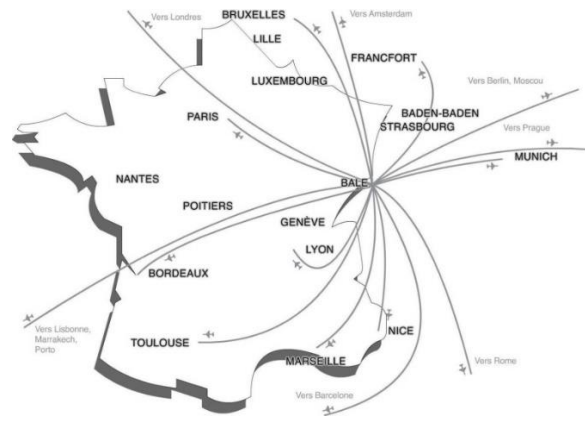 Vers Londres
BRUXELLES
Vers Amsterdam
LILLE
FRANCFORT
LUXEMBOURG
Vers Berlin, Moscou
PARIS
BADEN-BADEN
STRASBOURG
Vers Prague
MUNICH
NANTES
BALE
POITIERS
GENÈVE
LYON
BORDEAUX
Vers Lisbonne,
Marrakech,
Porto
TOULOUSE
NICE
MARSEILLE
Vers Rome
Vers Barcelone